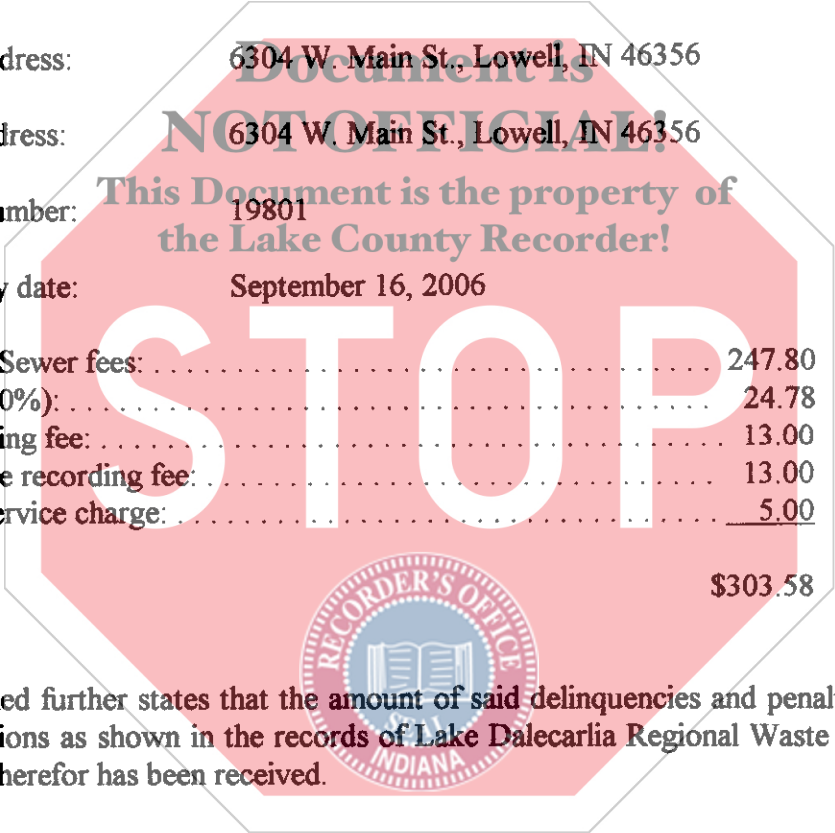 dress: 6304 W. Main St., Lowell, IN 46356
Document is
dress: 6304 W. Main St., Lowell, IN 46356
NOT OFFICIAL!
This Document is the property of
umber: 19801
the Lake County Recorder!
y date: September 16, 2006
STOP
Sewer fees: . . . . . . . . . . . . . . . . . . . . . . . . . . . . . . . . . . . . . 247.80
0%): . . . . . . . . . . . . . . . . . . . . . . . . . . . . . . . . . . . . . . . . . . 24.78
ing fee: . . . . . . . . . . . . . . . . . . . . . . . . . . . . . . . . . . . . . . . . 13.00
e recording fee: . . . . . . . . . . . . . . . . . . . . . . . . . . . . . . . . . 13.00
ervice charge: . . . . . . . . . . . . . . . . . . . . . . . . . . . . . . . . . . . 5.00
$303.58
RECORDER'S OFFICE
SEAL
INDIANA
ed further states that the amount of said delinquencies and penal
ions as shown in the records of Lake Dalecarlia Regional Waste
herefor has been received.